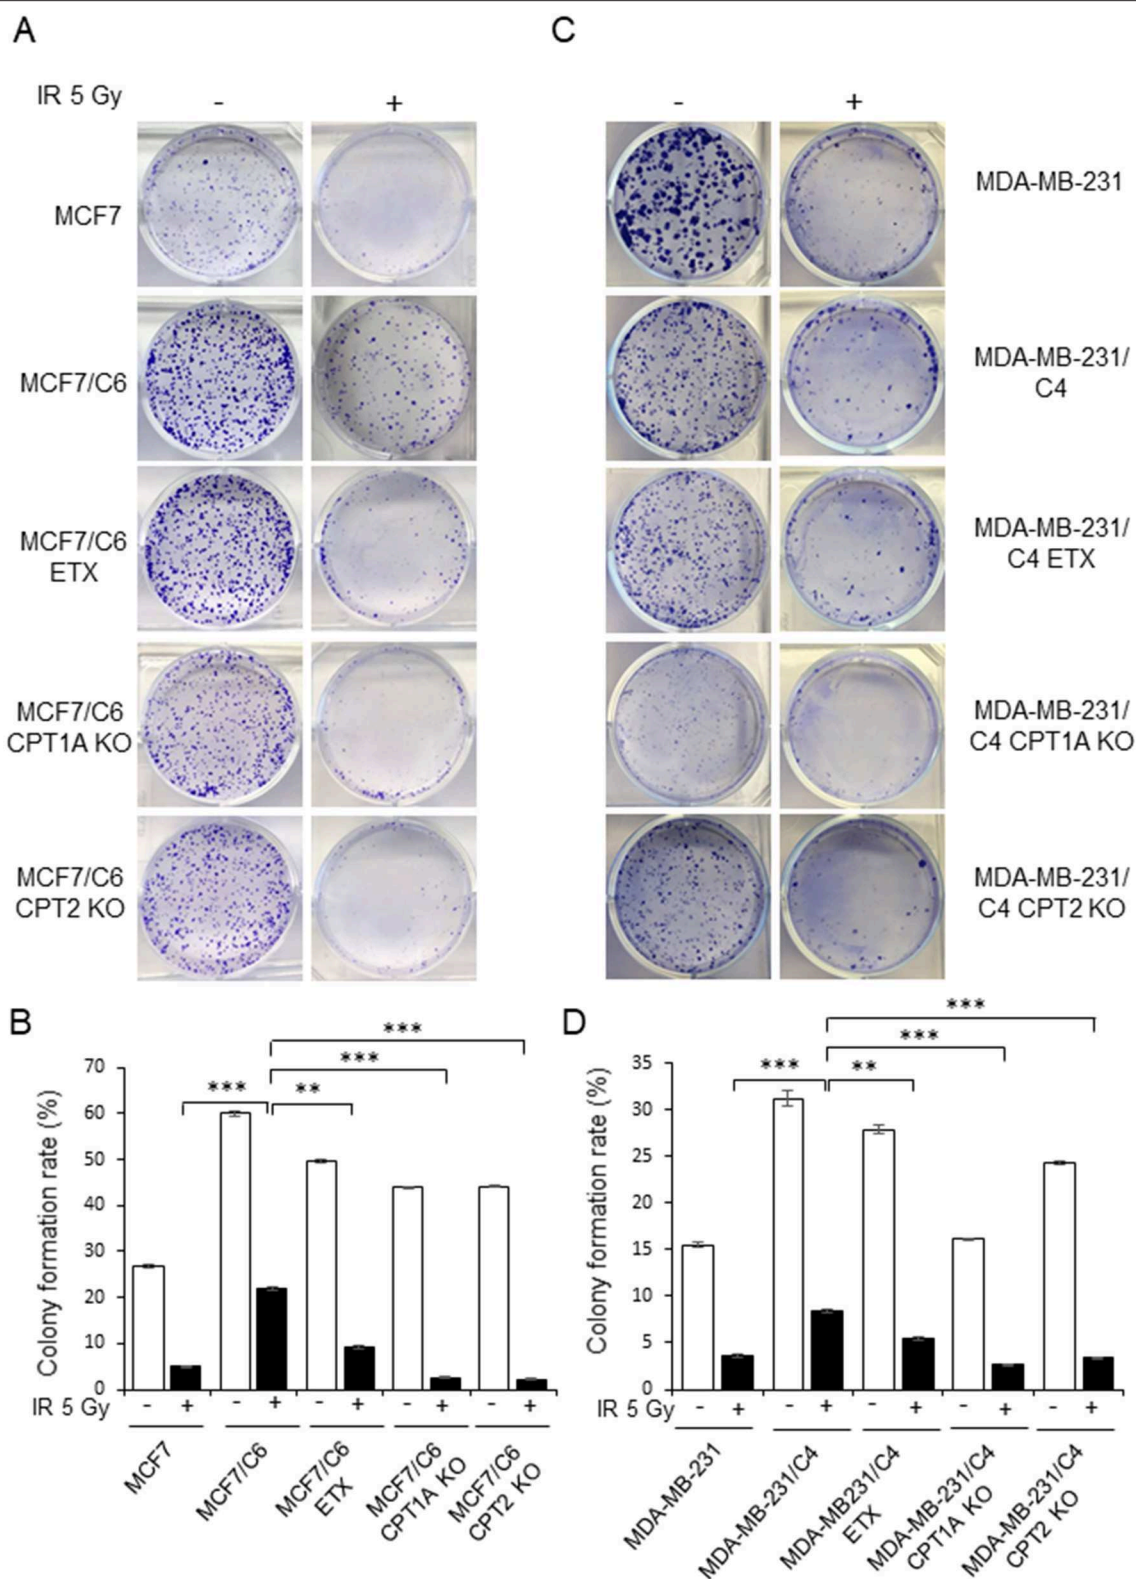 A
C
IR 5 Gy - +
- +
MCF7
MDA-MB-231
MCF7/C6
MDA-MB-231/
C4
MCF7/C6
ETX
MDA-MB-231/
C4 ETX
MCF7/C6
CPT1A KO
MDA-MB-231/
C4 CPT1A KO
MCF7/C6
CPT2 KO
MDA-MB-231/
C4 CPT2 KO
B
Colony formation rate (%)
70
60
50
40
30
20
10
0
***
**
***
***
IR 5 Gy - + - + - + - + - +
MCF7
MCF7/C6
MCF7/C6
ETX
MCF7/C6
CPT1A KO
MCF7/C6
CPT2 KO
D
Colony formation rate (%)
35
30
25
20
15
10
5
0
***
**
***
***
IR 5 Gy - + - + - + - + - +
MDA-MB-231
MDA-MB-231/C4
MDA-MB231/C4
ETX
MDA-MB-231/C4
CPT1A KO
MDA-MB-231/C4
CPT2 KO